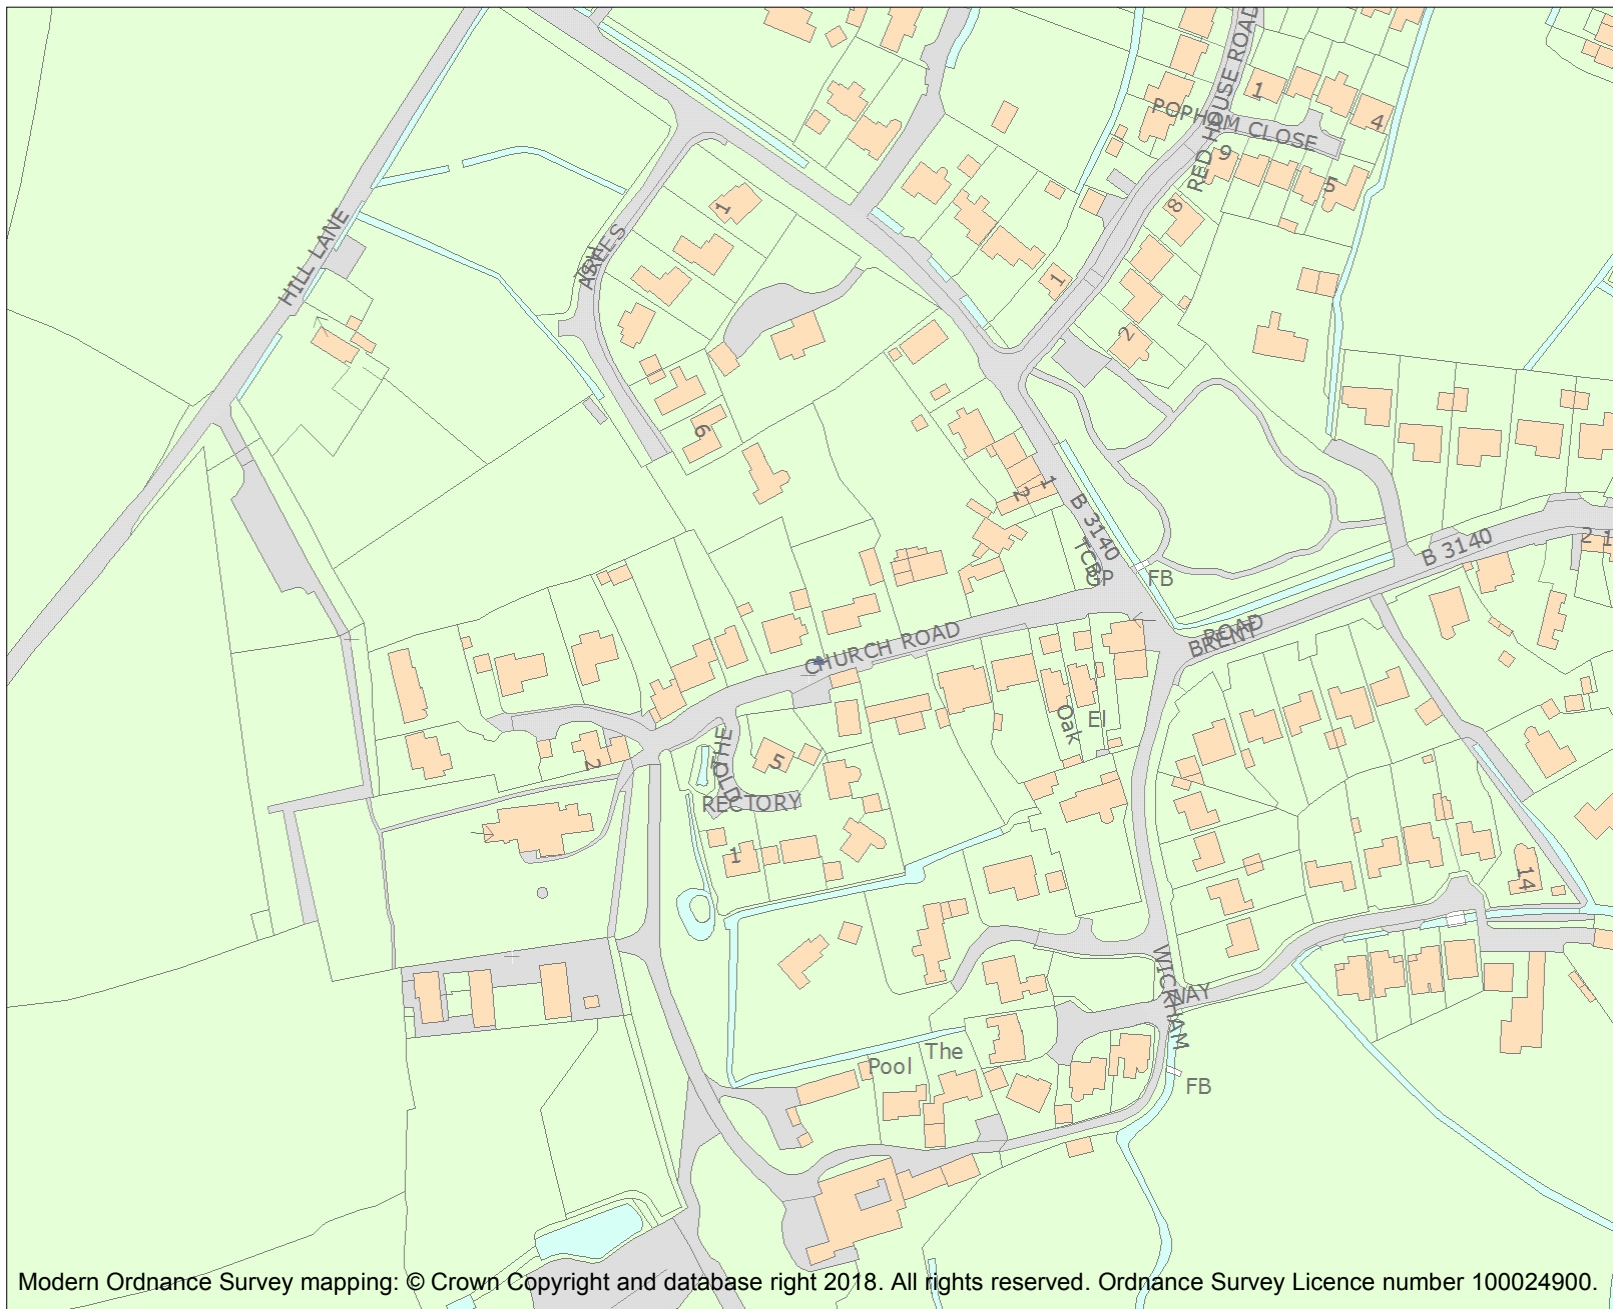 RED HOUSE ROAD
1
POPHAM CLOSE
4
9
5
8
1
HILL LANE
ASH
TREES
1
2
6
1
2
B 3140
TCB
GP
FB
B 3140
2
1
BRENT
ROAD
CHURCH ROAD
Oak
El
THE
OLD
RECTORY
5
2
1
14
WICKHAM
WAY
The
Pool
FB
Modern Ordnance Survey mapping: © Crown Copyright and database right 2018. All rights reserved. Ordnance Survey Licence number 100024900.